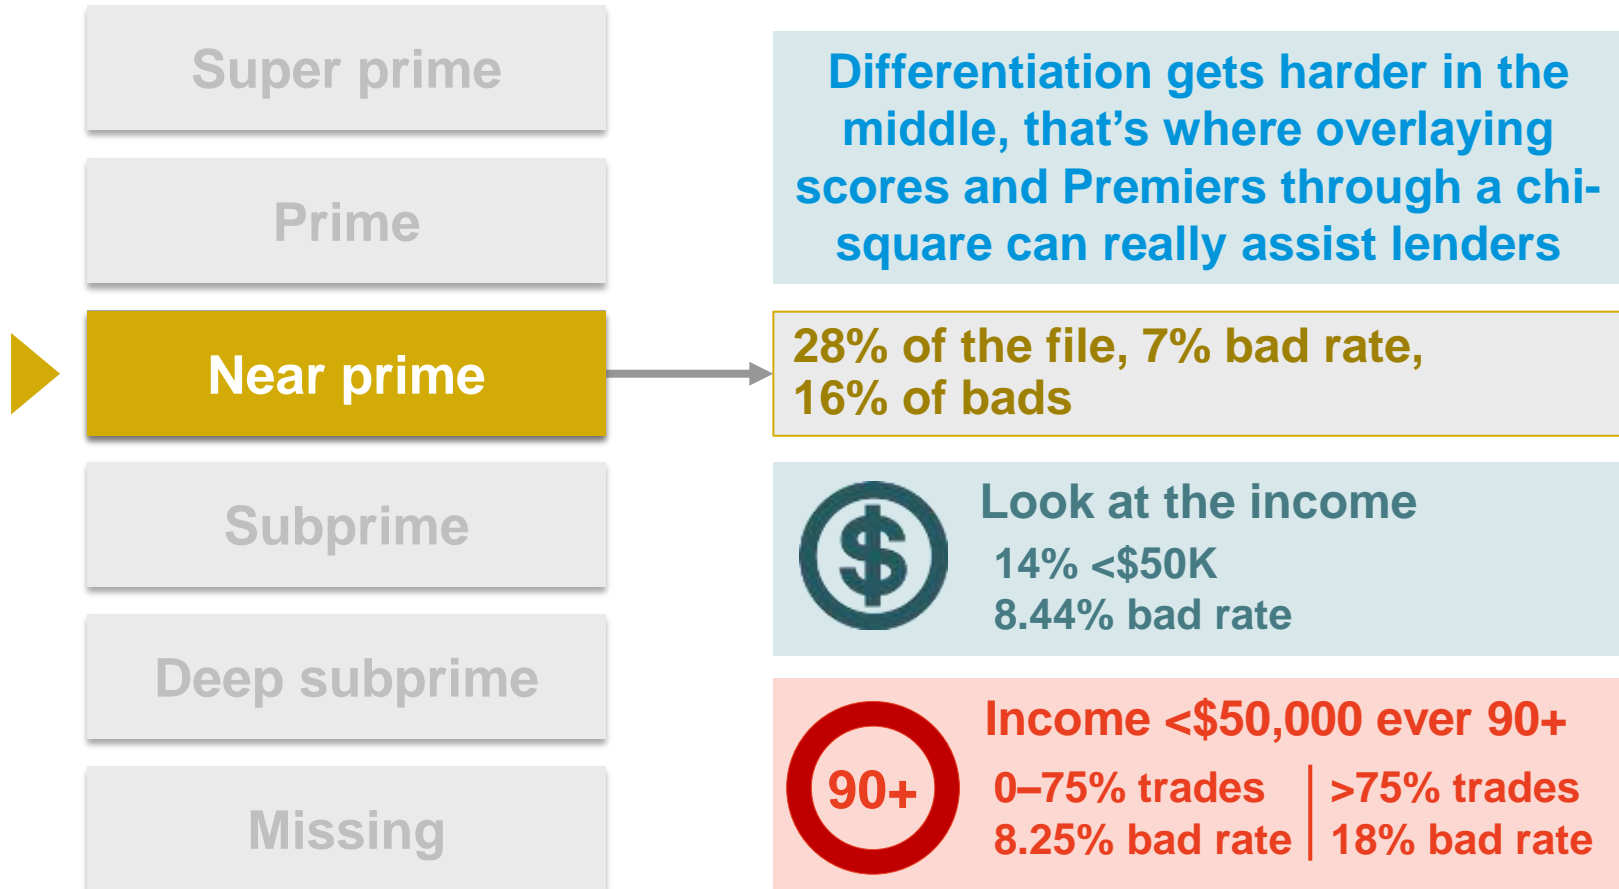 Super prime
Prime
Near prime
Subprime
Deep subprime
Missing
Differentiation gets harder in the
middle, that’s where overlaying
scores and Premiers through a chi-
square can really assist lenders
28% of the file, 7% bad rate,
16% of bads
$
Look at the income
14% <$50K
8.44% bad rate
90+
Income <$50,000 ever 90+
0–75% trades
8.25% bad rate
>75% trades
18% bad rate